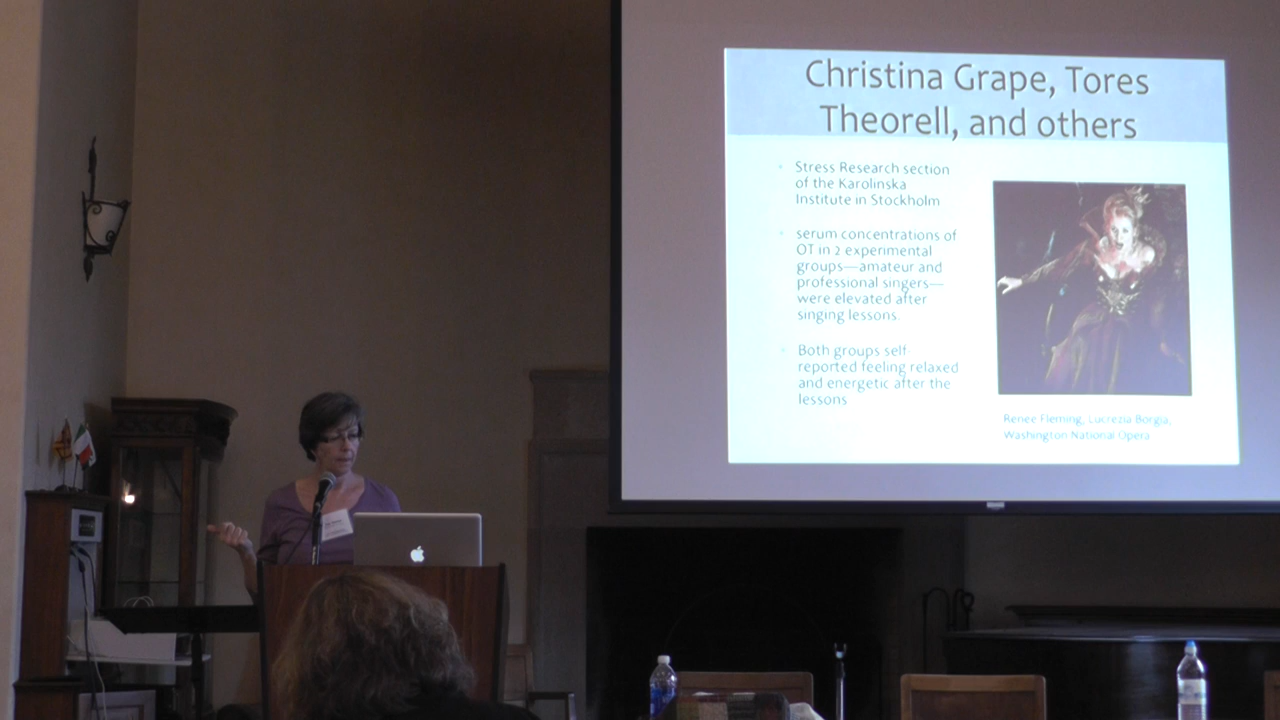 Christina Grape, Tores
Theorell, and others
Stress Research section
of the Karolinska
Institute in Stockholm
serum concentrations of
OT in 2 experimental
groups—amateur and
professional singers—
were elevated after
singing lessons.
Both groups self-
reported feeling relaxed
and energetic after the
lessons
Renee Fleming, Lucrezia Borgia,
Washington National Opera